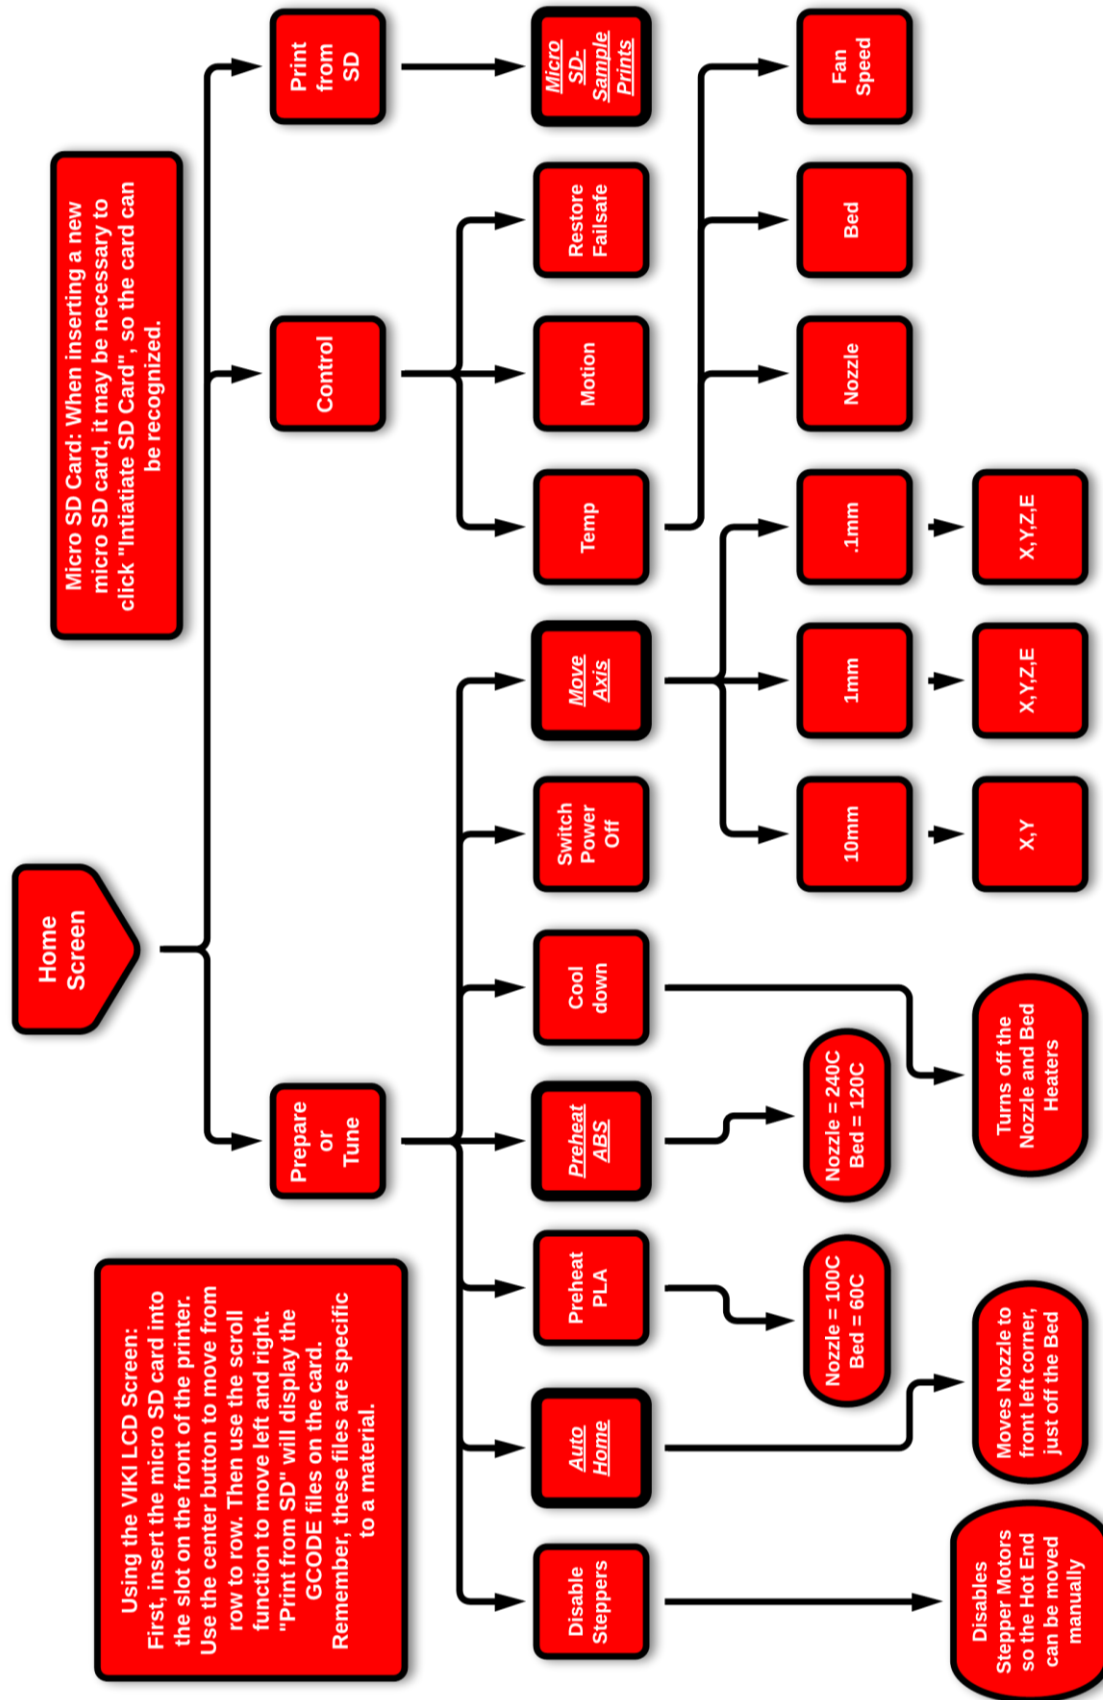 Home
Screen
Micro SD Card: When inserting a new
micro SD card, it may be necessary to
click "Intiatiate SD Card", so the card can
be recognized.
Using the VIKI LCD Screen:
First, insert the micro SD card into
the slot on the front of the printer.
Use the center button to move from
row to row. Then use the scroll
function to move left and right.
"Print from SD" will display the
GCODE files on the card.
Remember, these files are specific
to a material.
Prepare
or
Tune
Control
Print
from
SD
Disable
Steppers
Auto
Home
Preheat
PLA
Preheat
ABS
Cool
down
Switch
Power
Off
Move
Axis
Temp
Motion
Restore
Failsafe
Micro
SD-
Sample
Prints
Nozzle = 100C
Bed = 60C
Nozzle = 240C
Bed = 120C
10mm
1mm
.1mm
Nozzle
Bed
Fan
Speed
Disables
Stepper Motors
so the Hot End
can be moved
manually
Moves Nozzle to
front left corner,
just off the Bed
Turns off the
Nozzle and Bed
Heaters
X,Y
X,Y,Z,E
X,Y,Z,E